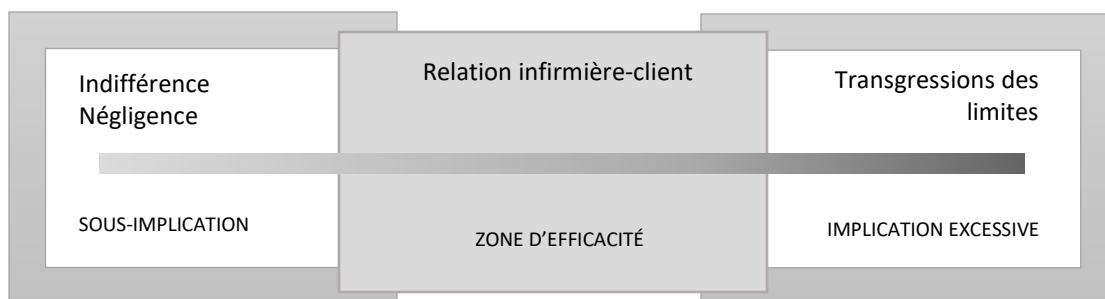 Indifférence
Négligence
SOUS-IMPLICATION
Relation infirmière-client
ZONE D’EFFICACITÉ
Transgressions des
limites
IMPLICATION EXCESSIVE